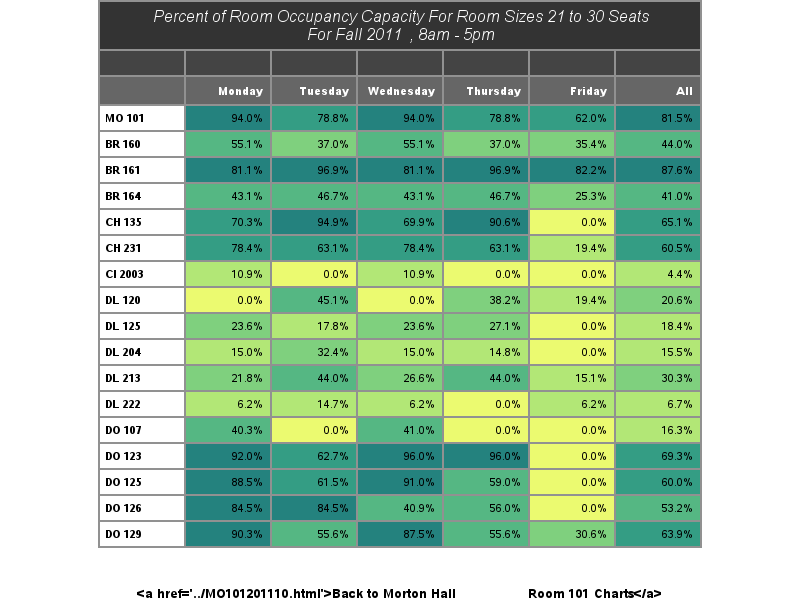 Percent of Room Occupancy Capacity For Room Sizes 21 to 30 Seats
For Fall 2011 , 8am - 5pm
Monday Tuesday Wednesday Thursday Friday All
MO 101 94.0% 78.8% 94.0% 78.8% 62.0% 81.5%
BR 160 55.1% 37.0% 55.1% 37.0% 35.4% 44.0%
BR 161 81.1% 96.9% 81.1% 96.9% 82.2% 87.6%
BR 164 43.1% 46.7% 43.1% 46.7% 25.3% 41.0%
CH 135 70.3% 94.9% 69.9% 90.6% 0.0% 65.1%
CH 231 78.4% 63.1% 78.4% 63.1% 19.4% 60.5%
CI 2003 10.9% 0.0% 10.9% 0.0% 0.0% 4.4%
DL 120 0.0% 45.1% 0.0% 38.2% 19.4% 20.6%
DL 125 23.6% 17.8% 23.6% 27.1% 0.0% 18.4%
DL 204 15.0% 32.4% 15.0% 14.8% 0.0% 15.5%
DL 213 21.8% 44.0% 26.6% 44.0% 15.1% 30.3%
DL 222 6.2% 14.7% 6.2% 0.0% 6.2% 6.7%
DO 107 40.3% 0.0% 41.0% 0.0% 0.0% 16.3%
DO 123 92.0% 62.7% 96.0% 96.0% 0.0% 69.3%
DO 125 88.5% 61.5% 91.0% 59.0% 0.0% 60.0%
DO 126 84.5% 84.5% 40.9% 56.0% 0.0% 53.2%
DO 129 90.3% 55.6% 87.5% 55.6% 30.6% 63.9%
<a href='../MO101201110.html'>Back to Morton Hall Room 101 Charts</a>